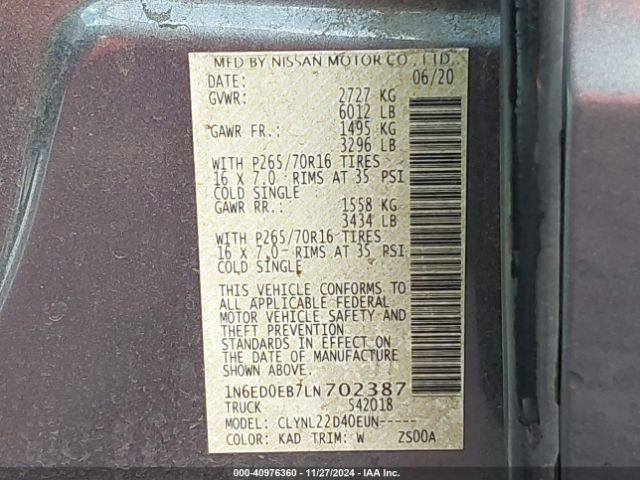 MFD BY NISSAN MOTOR CO., LTD.
DATE: 06/20
GVWR: 2727 KG
6012 LB
GAWR FR.: 1495 KG
3296 LB
WITH P265/70R16 TIRES
16 X 7.0 RIMS AT 35 PSI
COLD SINGLE
GAWR RR.: 1558 KG
3434 LB
WITH P265/70R16 TIRES
16 X 7.0 RIMS AT 35 PSI
COLD SINGLE
THIS VEHICLE CONFORMS TO
ALL APPLICABLE FEDERAL
MOTOR VEHICLE SAFETY AND
THEFT PREVENTION
STANDARDS IN EFFECT ON
THE DATE OF MANUFACTURE
SHOWN ABOVE.
1N6ED0EB7LN702387
TRUCK S42018
MODEL: CLYNL22D40EUN-----
COLOR: KAD TRIM: W ZS00A
000-40976360 - 11/27/2024 - IAA Inc.